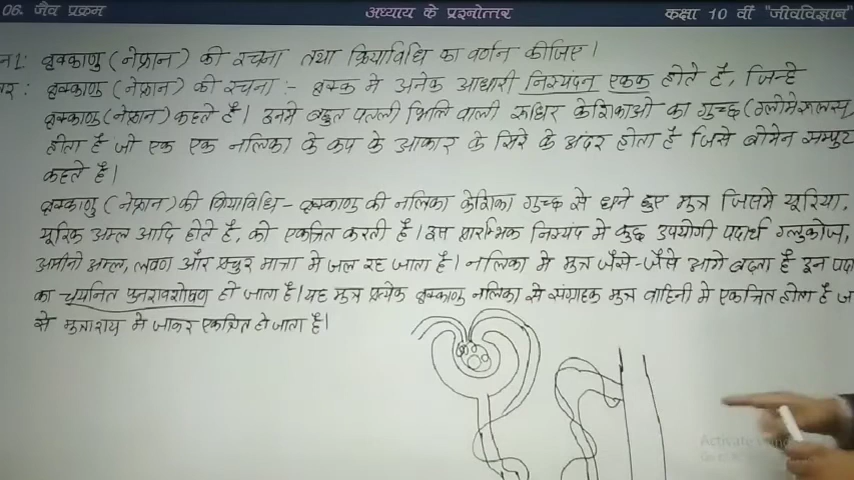 06. जैव प्रक्रम अध्याय के प्रश्नोत्तर कक्षा 10 वीं "जीवविज्ञान"
न1: वृक्काणु (नेफ्रान) की रचना तथा क्रियाविधि का वर्णन कीजिए।
तर: वृक्काणु (नेफ्रान) की रचना :- वृक्क में अनेक आधारी निस्यंदन एकक होते हैं, जिन्हे
वृक्काणु (नेफ्रान) कहते हैं। उनमे बहुत पतली भित्ति वाली रुधिर केशिकाओं का गुच्छ (ग्लोमेरुलस)
होता है जो एक एक नलिका के कप के आकार के सिरे के अंदर होता है जिसे बोमेन सम्पुट
कहते हैं।
वृक्काणु (नेफ्रान) की क्रियाविधि - वृक्काणु की नलिका केशिका गुच्छ से छने हुए मूत्र जिसमे यूरिया,
यूरिक अम्ल आदि होते हैं, को एकत्रित करती है। इस प्रारम्भिक निस्यंद मे कुछ उपयोगी पदार्थ ग्लुकोज,
अमीनो अम्ल, लवण और प्रचुर मात्रा मे जल रह जाता है। नलिका मे मूत्र जैसे-जैसे आगे बढ़ता है इन पदा
का चयनित पुनरावशोषण हो जाता है। यह मूत्र प्रत्येक वृक्काणु नलिका से संग्राहक मूत्र वाहिनी मे एकत्रित होता है ज
से मूत्राशय मे जाकर एकत्रित हो जाता है।